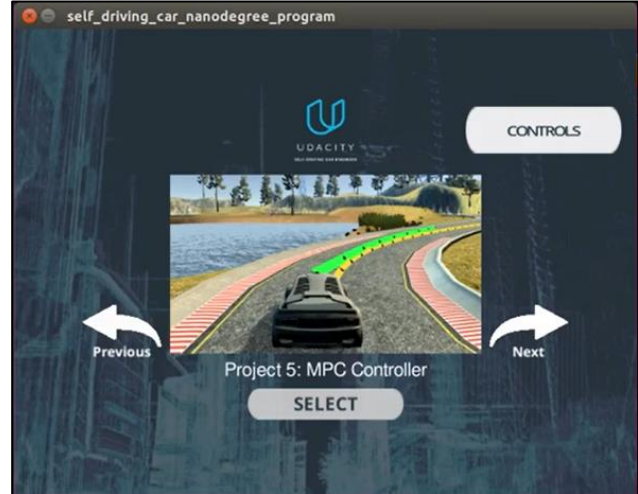 self_driving_car_nanodegree_program
UDACITY
CONTROLS
Previous
Next
Project 5: MPC Controller
SELECT